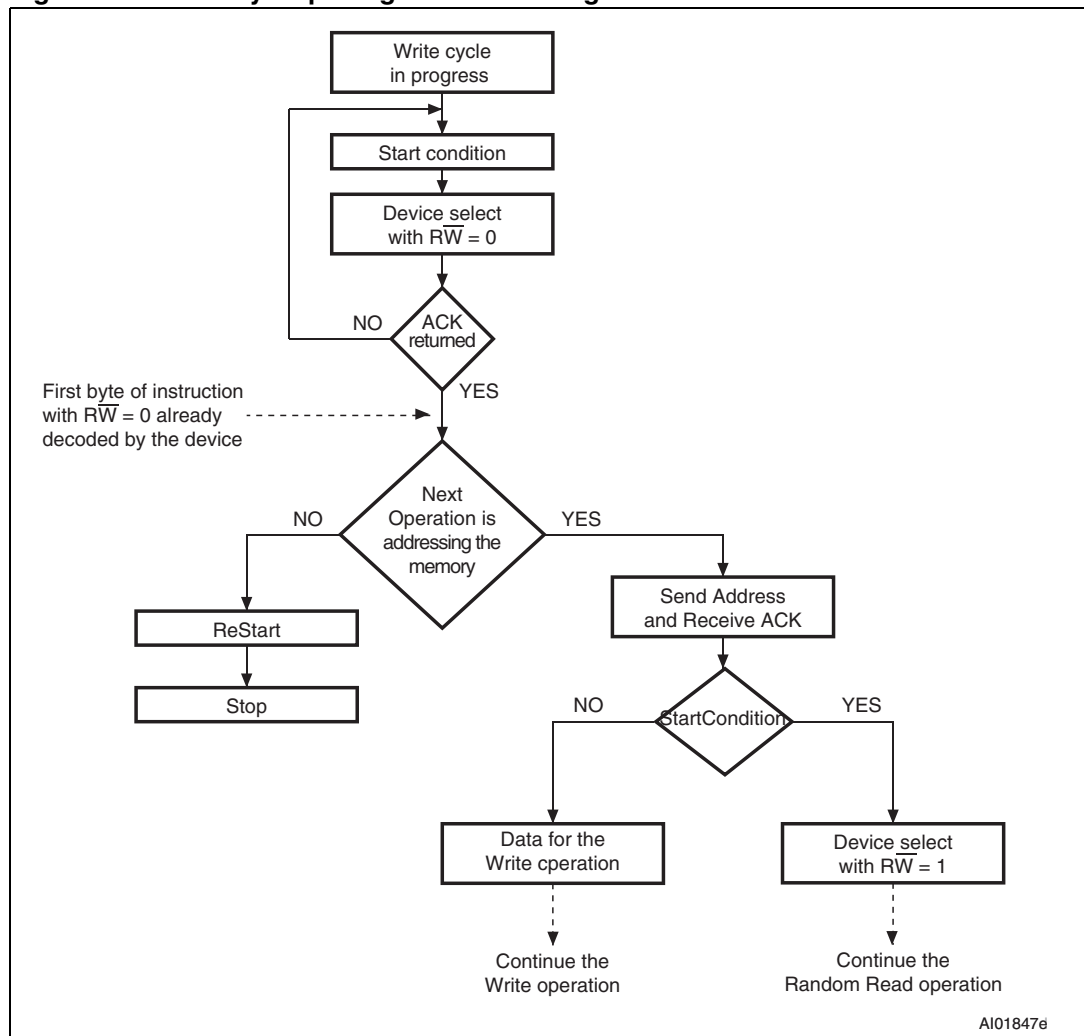 Write cycle
in progress
Start condition
Device select
with RW̅ = 0
NO
ACK
returned
YES
First byte of instruction
with RW̅ = 0 already
decoded by the device
NO
Next
Operation is
addressing the
memory
YES
ReStart
Stop
Send Address
and Receive ACK
NO
StartCondition
YES
Data for the
Write cperation
Device select
with RW̅ = 1
Continue the
Write operation
Continue the
Random Read operation
AI01847e